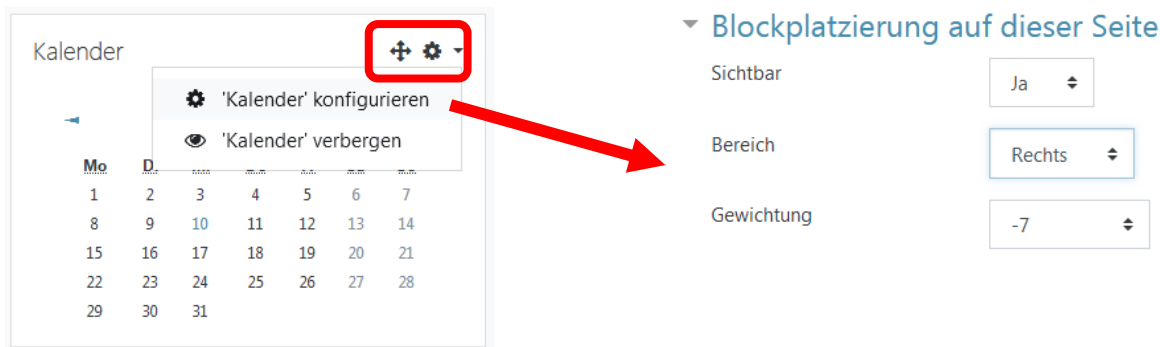 Kalender
'Kalender' konfigurieren
'Kalender' verbergen
Mo
1 2 3 4 5 6 7
8 9 10 11 12 13 14
15 16 17 18 19 20 21
22 23 24 25 26 27 28
29 30 31
Blockplatzierung auf dieser Seite
Sichtbar Ja
Bereich Rechts
Gewichtung -7